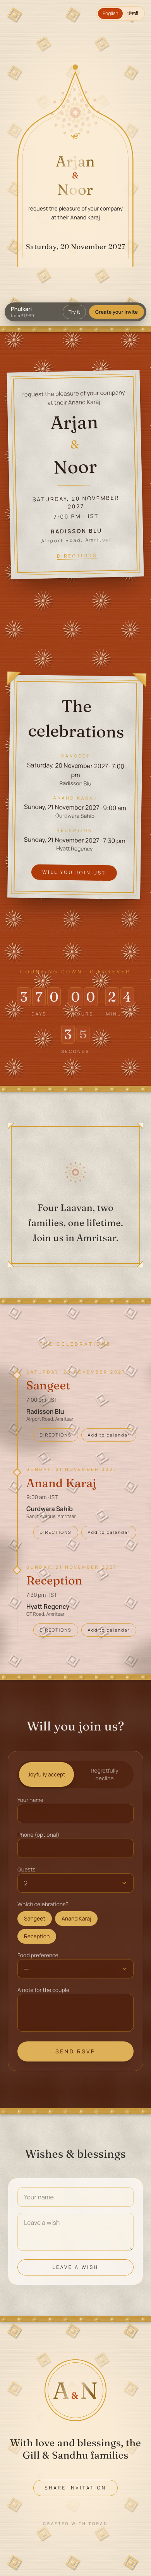 English ਪੰਜਾਬੀ
Arjan
&
Noor
request the pleasure of your company
at their Anand Karaj
Saturday, 20 November 2027
Phulkari
Try it
Create your invite
request the pleasure of your company
at their Anand Karaj
Arjan
&
Noor
SATURDAY, 20 NOVEMBER
2027
7:00 PM · IST
RADISSON BLU
Airport Road, Amritsar
DIRECTIONS
The
celebrations
SANGEET
Saturday, 20 November 2027 · 7:00
pm
Radisson Blu
ANAND KARAJ
Sunday, 21 November 2027 · 9:00 am
Gurdwara Sahib
RECEPTION
Sunday, 21 November 2027 · 7:30 pm
Hyatt Regency
WILL YOU JOIN US?
COUNTING DOWN TO FOREVER
370 00 24
DAYS HOURS MINUTES
35
SECONDS
Four Laavan, two
families, one lifetime.
Join us in Amritsar.
THE CELEBRATIONS
SATURDAY, 20 NOVEMBER 2027
Sangeet
7:00 pm · IST
Radisson Blu
Airport Road, Amritsar
DIRECTIONS Add to calendar
SUNDAY, 21 NOVEMBER 2027
Anand Karaj
9:00 am · IST
Gurdwara Sahib
Ranjit Avenue, Amritsar
DIRECTIONS Add to calendar
SUNDAY, 21 NOVEMBER 2027
Reception
7:30 pm · IST
Hyatt Regency
GT Road, Amritsar
DIRECTIONS Add to calendar
Will you join us?
Joyfully accept
Regretfully
decline
Your name
Phone (optional)
Guests
2
Which celebrations?
Sangeet Anand Karaj
Reception
Food preference
—
A note for the couple
SEND RSVP
Wishes & blessings
Your name
Leave a wish
LEAVE A WISH
A & N
With love and blessings, the
Gill & Sandhu families
SHARE INVITATION
CRAFTED WITH TORAN